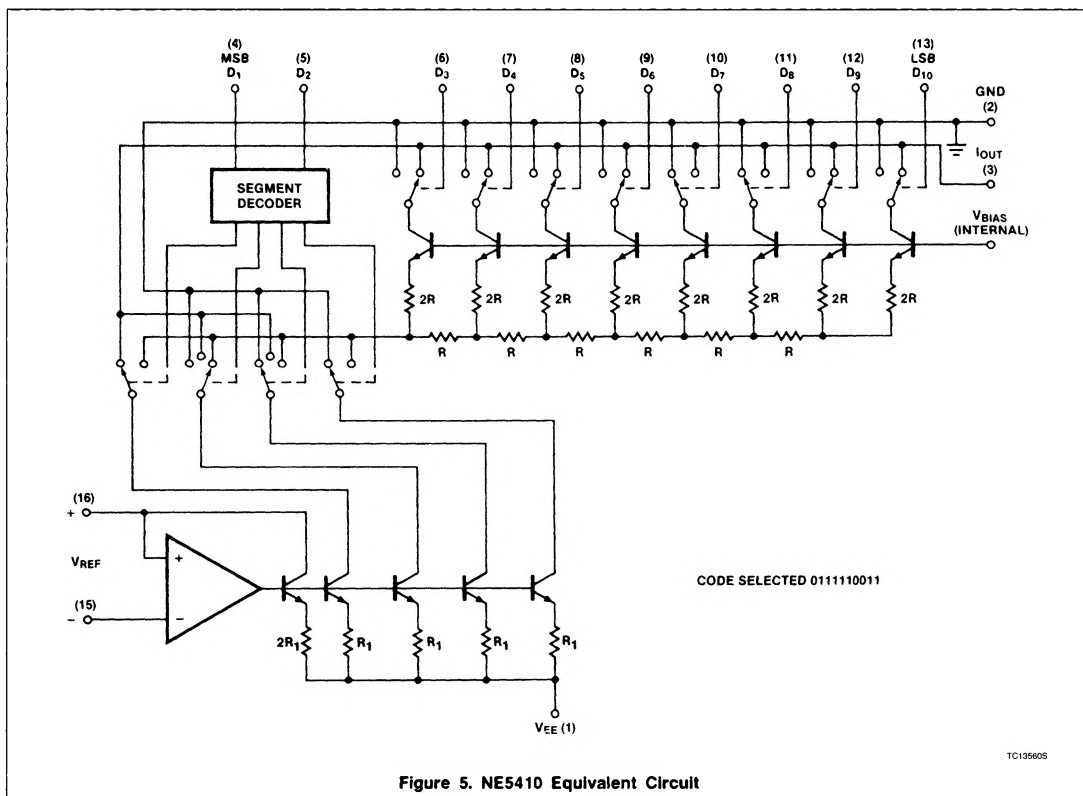 (4) (5) (6) (7) (8) (9) (10) (11) (12) (13)
MSB LSB
D1 D2 D3 D4 D5 D6 D7 D8 D9 D10
GND
(2)
IOUT
(3)
SEGMENT
DECODER
VBIAS
(INTERNAL)
2R 2R 2R 2R 2R 2R 2R 2R
R R R R R R
(16)
+
+
VREF
CODE SELECTED 0111110011
(15)
− −
2R1 R1 R1 R1 R1
VEE (1)
TC13560S
Figure 5. NE5410 Equivalent Circuit